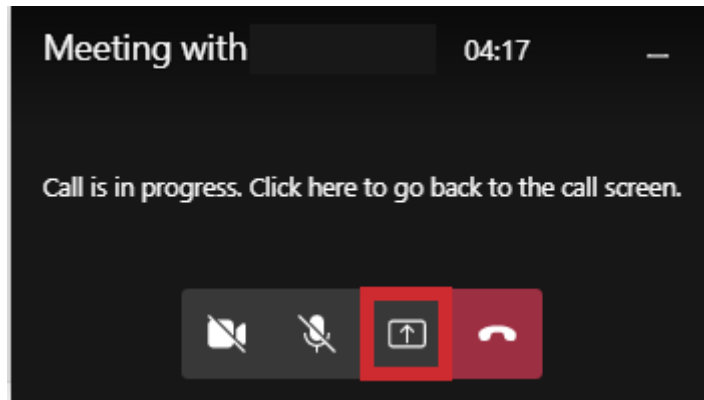 Meeting with 04:17
Call is in progress. Click here to go back to the call screen.